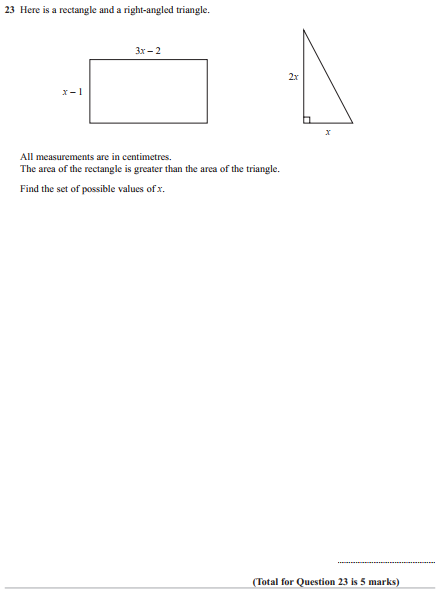 23 Here is a rectangle and a right-angled triangle.
3x – 2
x – 1
2x
x
All measurements are in centimetres.
The area of the rectangle is greater than the area of the triangle.
Find the set of possible values of x.
(Total for Question 23 is 5 marks)